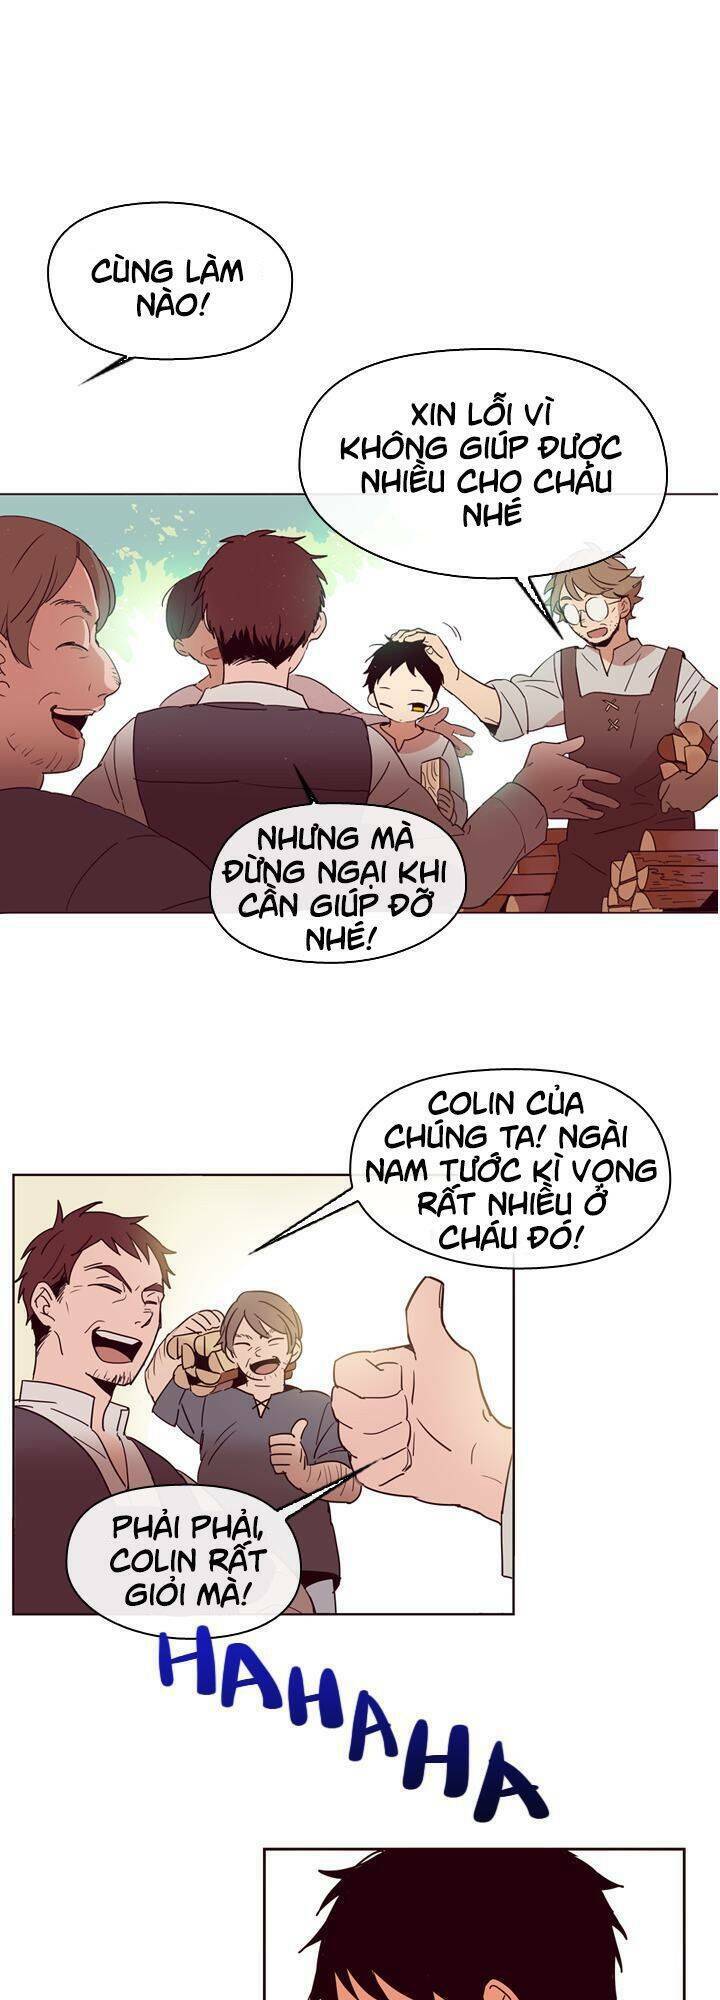 CÙNG LÀM
NÀO!
XIN LỖI VÌ
KHÔNG GIÚP ĐƯỢC
NHIỀU CHO CHÁU
NHÉ
NHƯNG MÀ
ĐỪNG NGẠI KHI
CẦN GIÚP ĐỠ
NHÉ!
COLIN CỦA
CHÚNG TA! NGÀI
NAM TƯỚC KÌ VỌNG
RẤT NHIỀU Ở
CHÁU ĐÓ!
PHẢI PHẢI,
COLIN RẤT
GIỎI MÀ!
HAHAHA